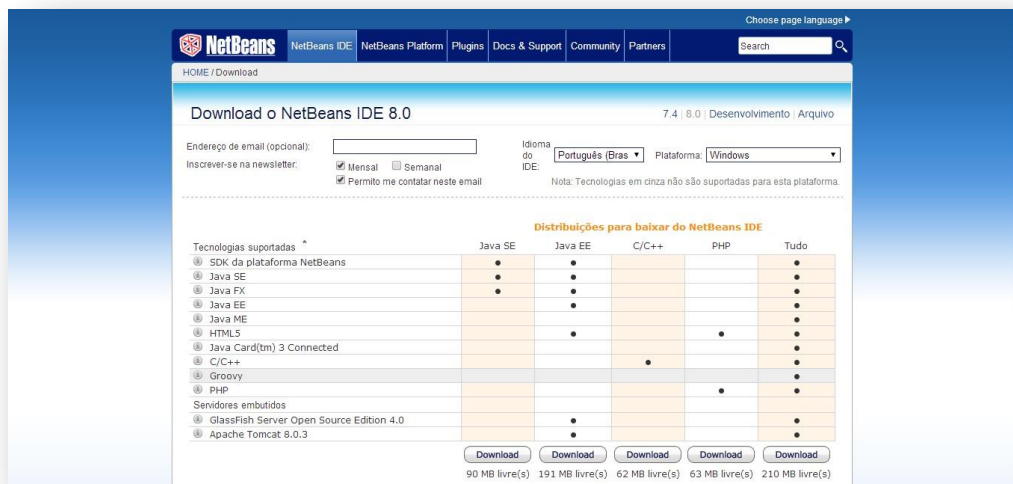 Choose page language
NetBeans NetBeans IDE NetBeans Platform Plugins Docs & Support Community Partners Search
HOME / Download
Download o NetBeans IDE 8.0 7.4 | 8.0 | Desenvolvimento | Arquivo
Endereço de email (opcional): Idioma do IDE: Português (Bras Plataforma: Windows
Inscrever-se na newsletter: Mensal Semanal
Permito me contatar neste email Nota: Tecnologias em cinza não são suportadas para esta plataforma.
Distribuições para baixar do NetBeans IDE
Tecnologias suportadas * Java SE Java EE C/C++ PHP Tudo
SDK da plataforma NetBeans
Java SE
Java FX
Java EE
Java ME
HTML5
Java Card(tm) 3 Connected
C/C++
Groovy
PHP
Servidores embutidos
GlassFish Server Open Source Edition 4.0
Apache Tomcat 8.0.3
Download Download Download Download Download
90 MB livre(s) 191 MB livre(s) 62 MB livre(s) 63 MB livre(s) 210 MB livre(s)